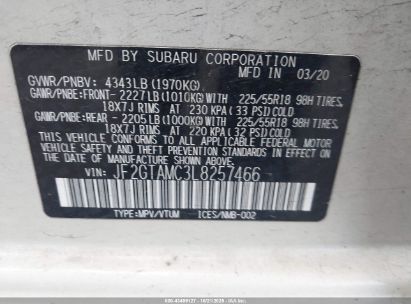 MFD. BY SUBARU CORPORATION
GVWR/PNBV: 4343LB (1970KG) MFD IN 03/20
GAWR/PNBE:FRONT- 2227LB (1010KG) WITH 225/55R18 98H TIRES.
18X7J RIMS AT 230 KPA (33 PSI) COLD
GAWR/PNBE:REAR - 2205LB (1000KG) WITH 225/55R18 98H TIRES.
18X7J RIMS AT 220 KPA (32 PSI) COLD
THIS VEHICLE CONFORMS TO ALL APPLICABLE FEDERAL MOTOR
VEHICLE SAFETY, BUMPER, AND THEFT PREVENTION STANDARDS IN
EFFECT ON THE DATE OF MANUFACTURE SHOWN ABOVE.
VIN: JF2GTAMC3L8257466
TYPE:MPV/VTUM ICES/NMB-002